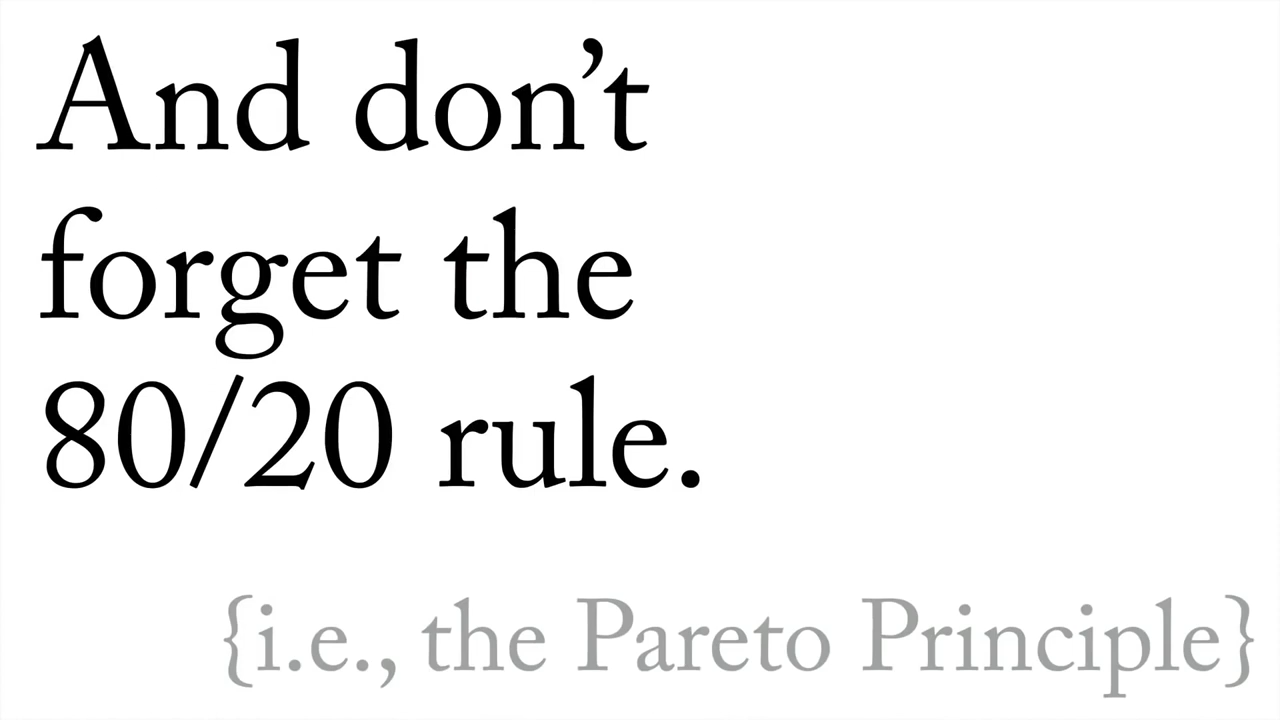 And don’t
forget the
80/20 rule.
{i.e., the Pareto Principle}